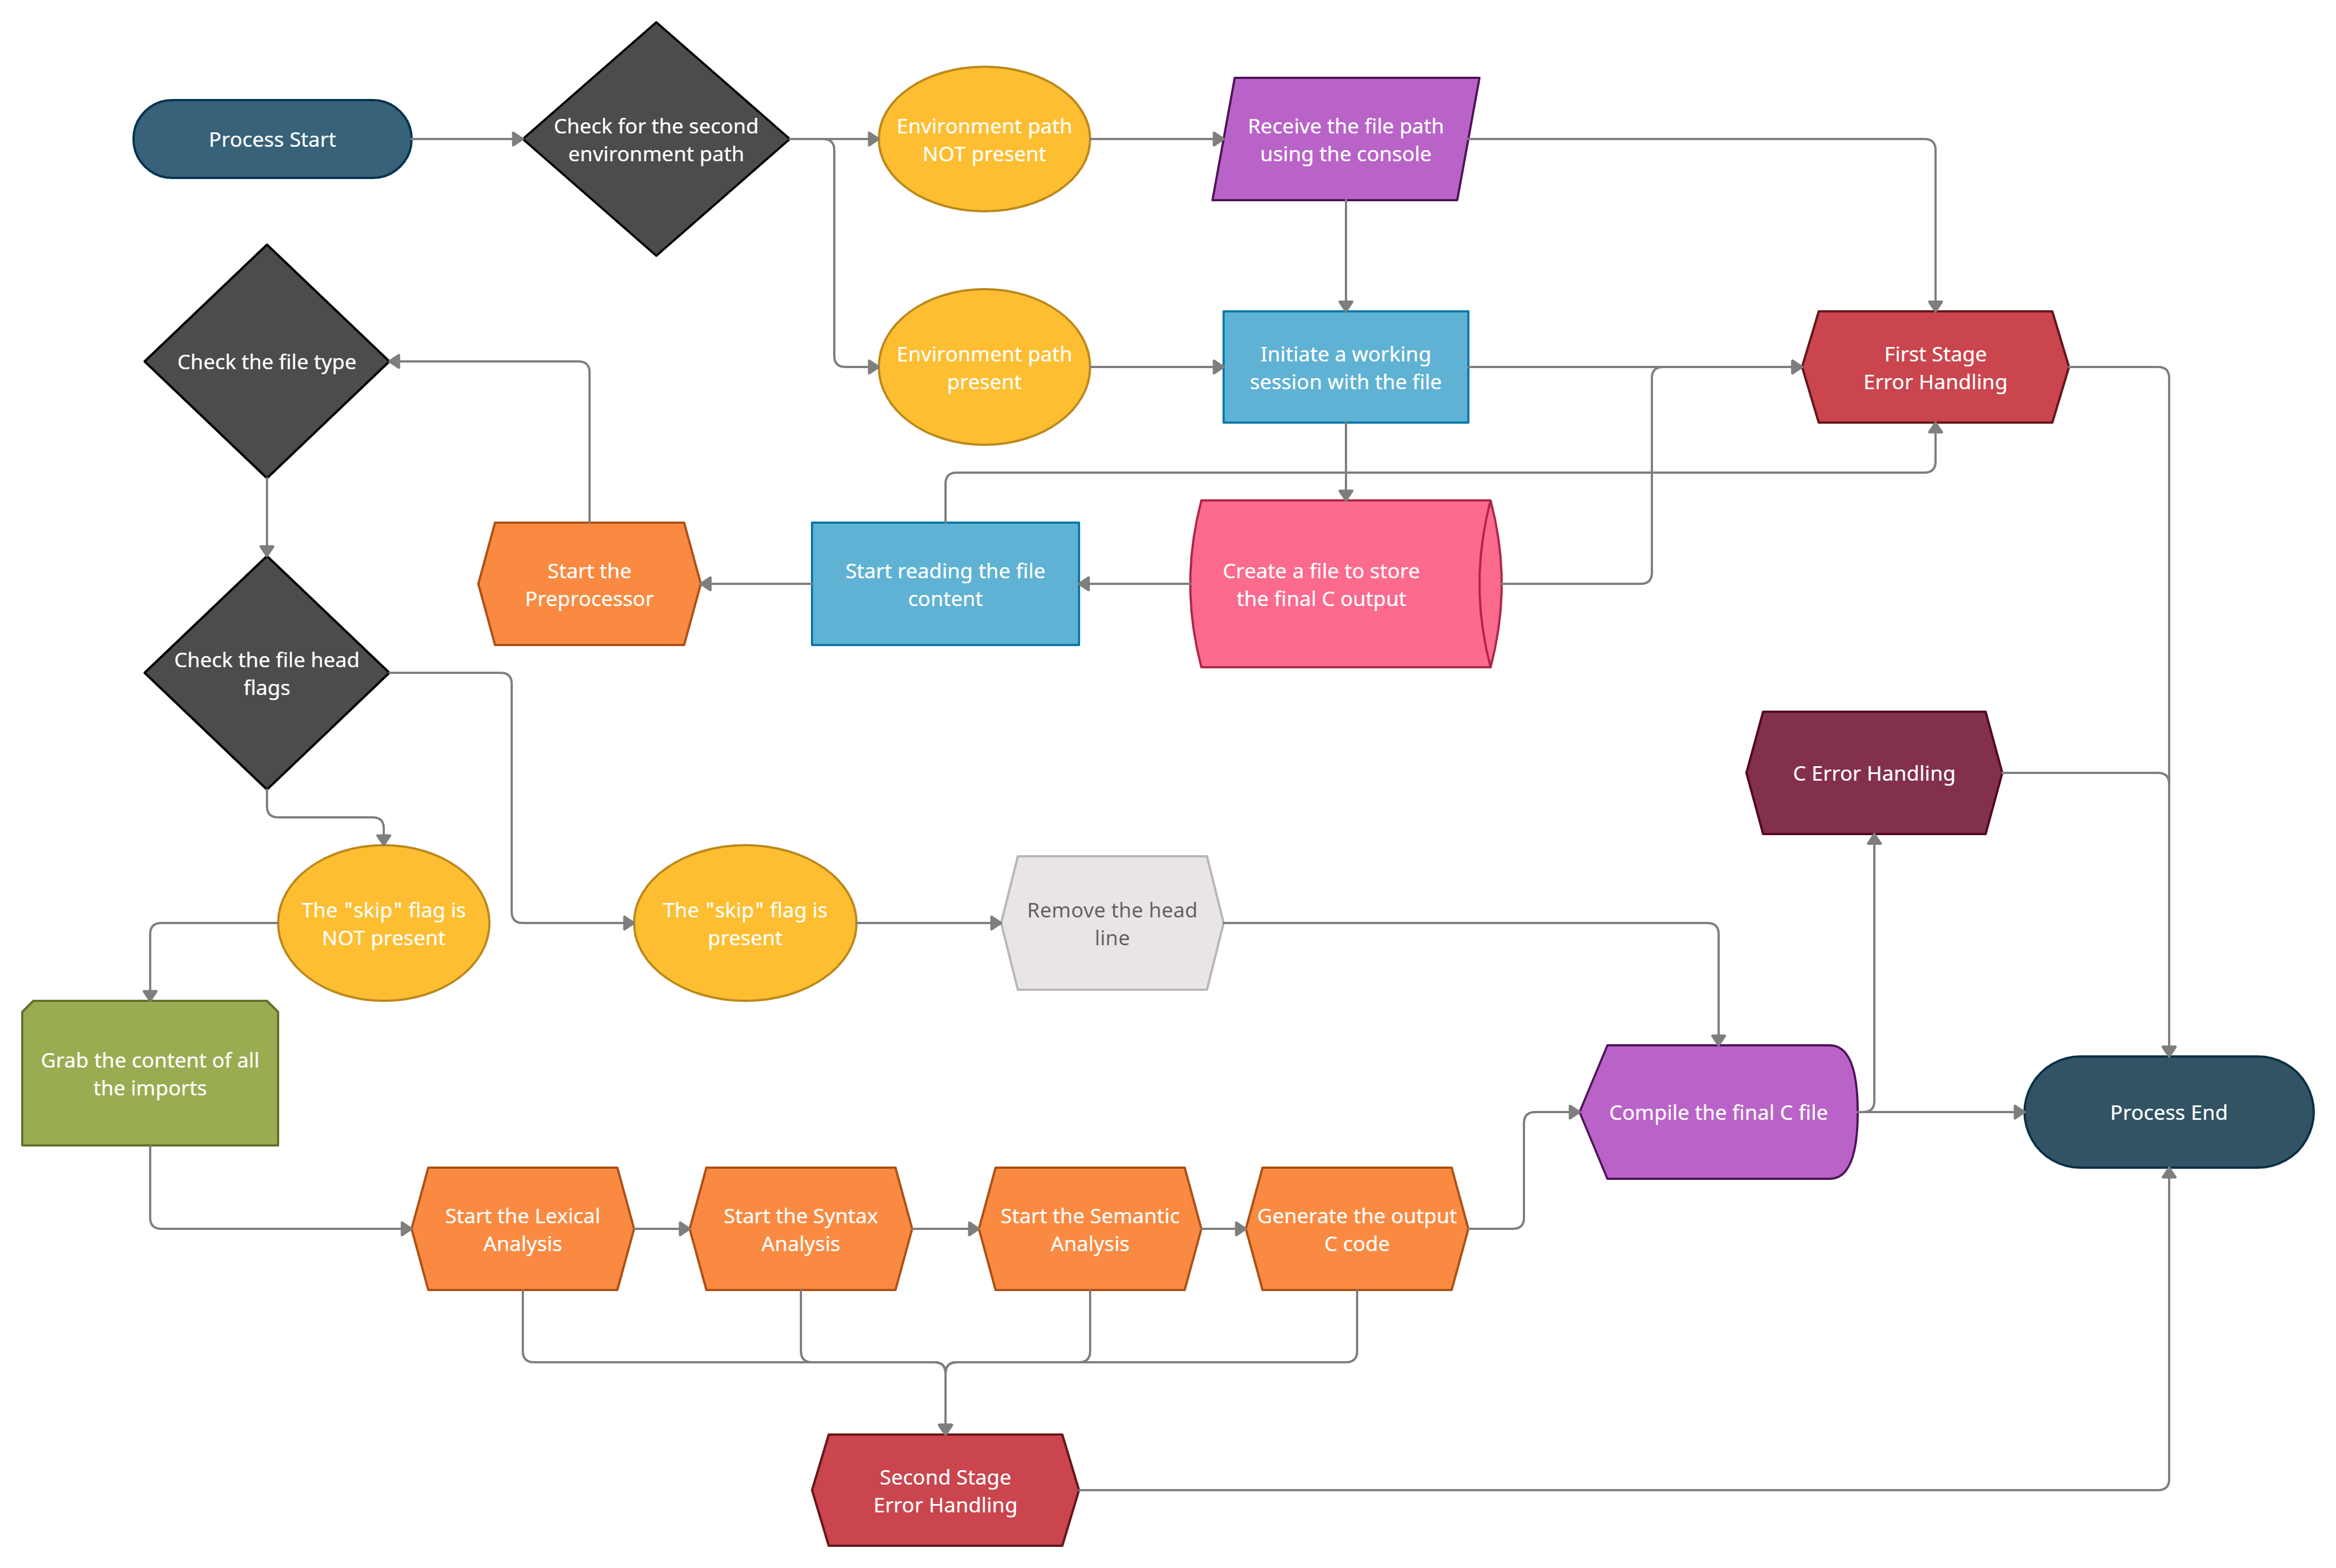 Process Start
Check for the second
environment path
Environment path
NOT present
Receive the file path
using the console
Check the file type
Environment path
present
Initiate a working
session with the file
First Stage
Error Handling
Start the
Preprocessor
Start reading the file
content
Create a file to store
the final C output
Check the file head
flags
C Error Handling
The "skip" flag is
NOT present
The "skip" flag is
present
Remove the head
line
Grab the content of all
the imports
Compile the final C file
Process End
Start the Lexical
Analysis
Start the Syntax
Analysis
Start the Semantic
Analysis
Generate the output
C code
Second Stage
Error Handling